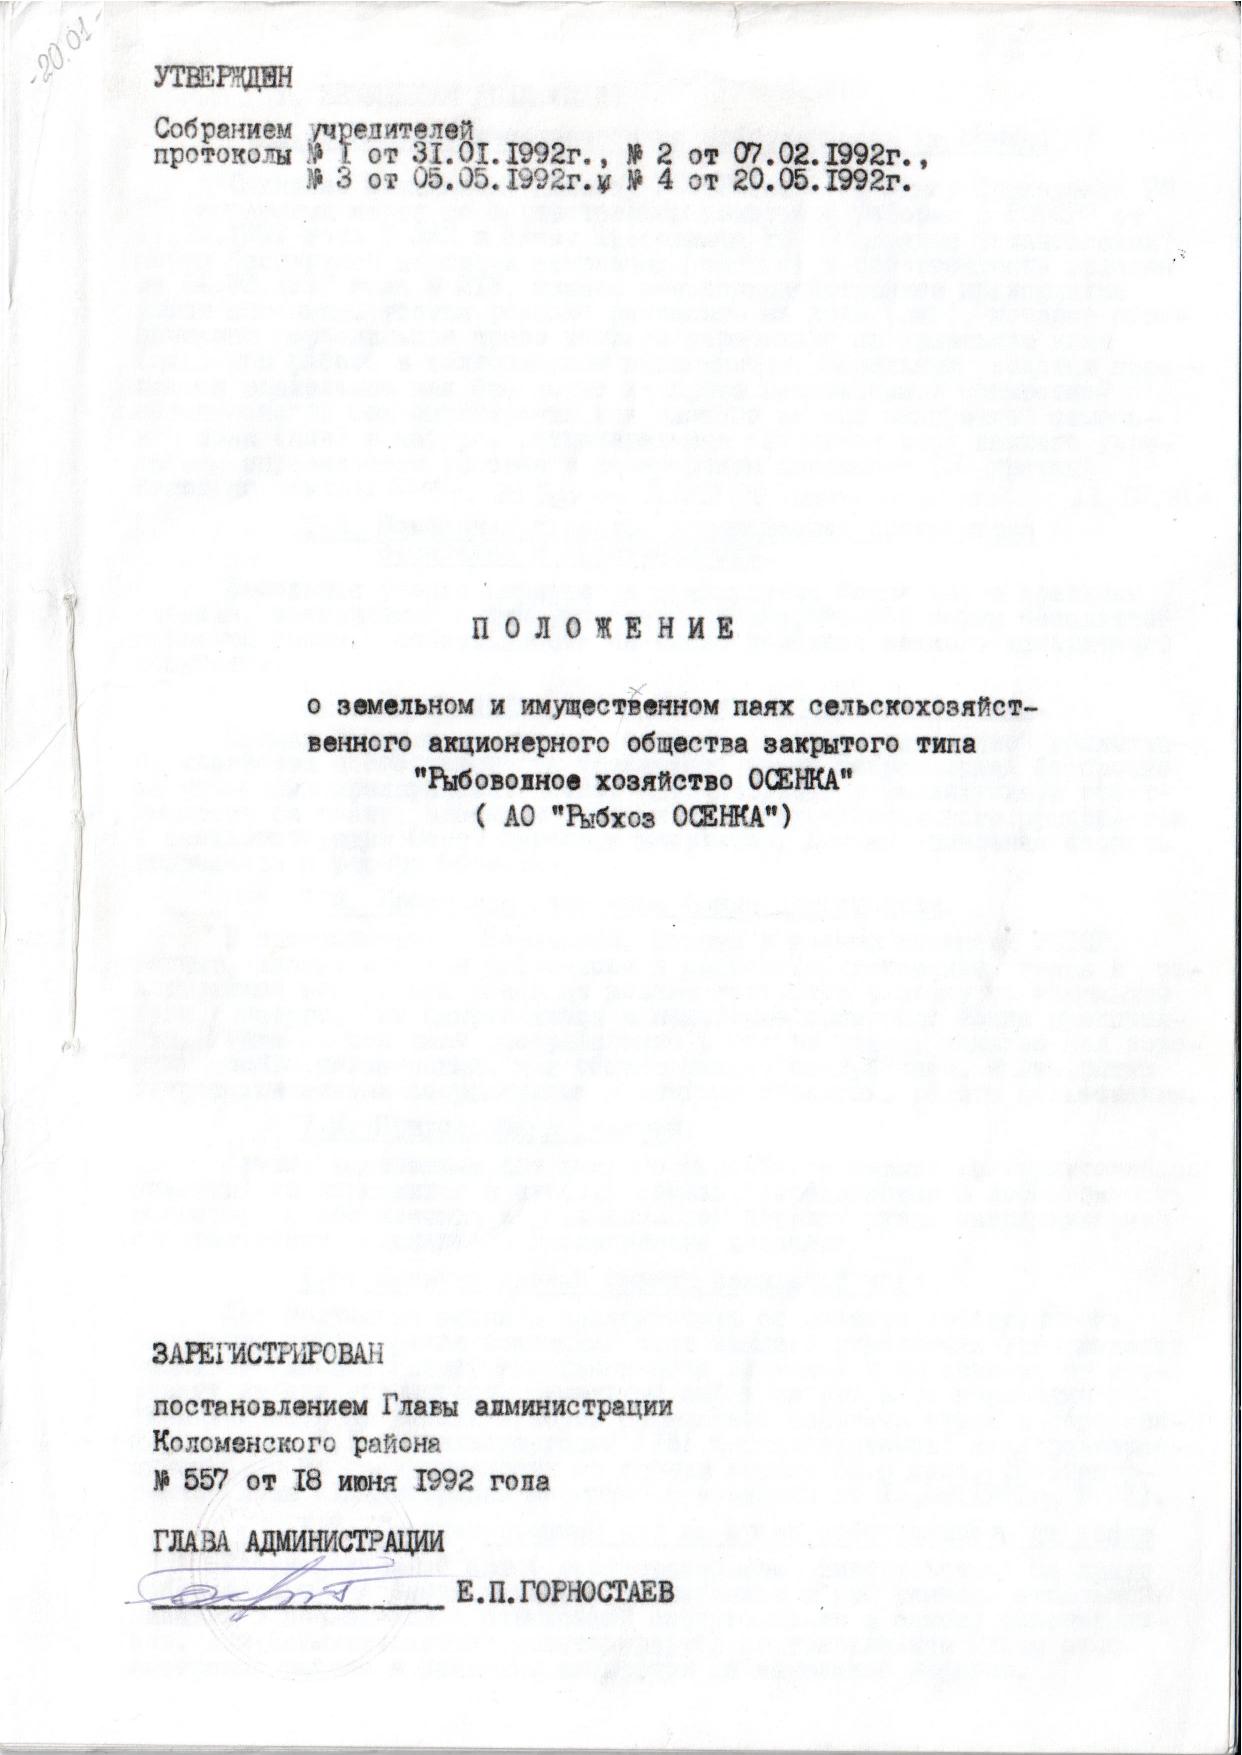 -20.01
УТВЕРЖДЕН
Собранием учредителей
протоколы № I от 3I.0I.I992г., № 2 от 07.02.I992г.,
№ 3 от 05.05.I992г.и № 4 от 20.05.I992г.
П О Л О Ж Е Н И Е
о земельном и имущественном паях сельскохозяйст-
венного акционерного общества закрытого типа
"Рыбоводное хозяйство ОСЕНКА"
( АО "Рыбхоз ОСЕНКА")
ЗАРЕГИСТРИРОВАН
постановлением Главы администрации
Коломенского района
№ 557 от I8 июня I992 года
ГЛАВА АДМИНИСТРАЦИИ
Е.П.ГОРНОСТАЕВ